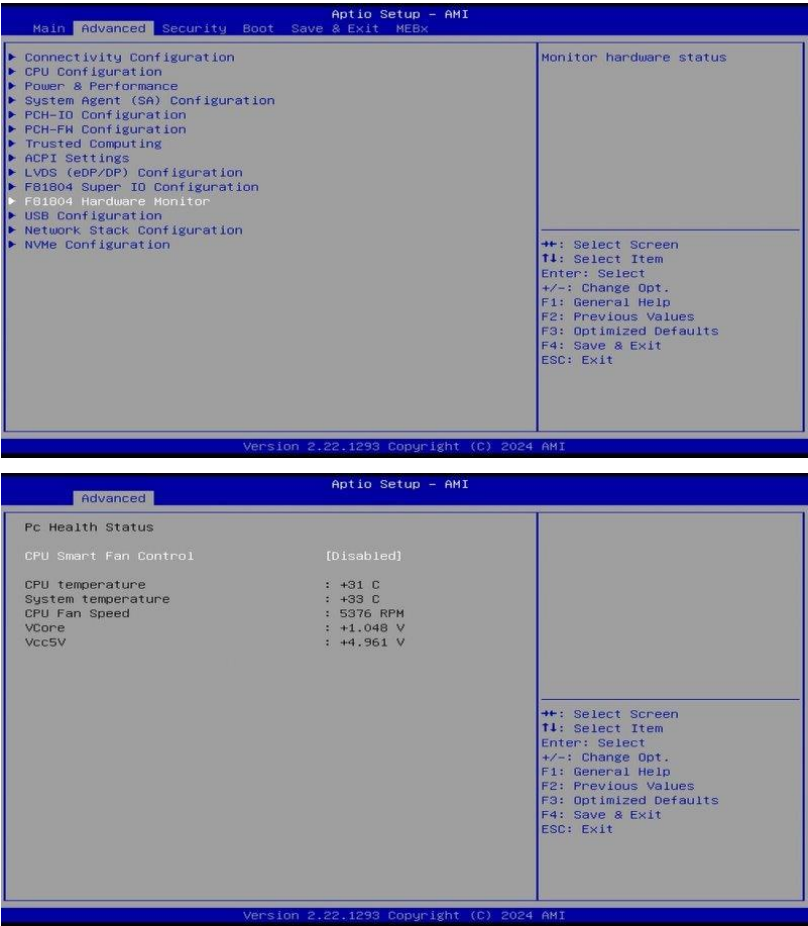 Aptio Setup – AMI
Main Advanced Security Boot Save & Exit MEBx
▶ Connectivity Configuration
▶ CPU Configuration
▶ Power & Performance
▶ System Agent (SA) Configuration
▶ PCH-IO Configuration
▶ PCH-FW Configuration
▶ Trusted Computing
▶ ACPI Settings
▶ LVDS (eDP/DP) Configuration
▶ F81804 Super IO Configuration
▶ F81804 Hardware Monitor
▶ USB Configuration
▶ Network Stack Configuration
▶ NVMe Configuration
Monitor hardware status
→←: Select Screen
↑↓: Select Item
Enter: Select
+/-: Change Opt.
F1: General Help
F2: Previous Values
F3: Optimized Defaults
F4: Save & Exit
ESC: Exit
Version 2.22.1293 Copyright (C) 2024 AMI
Aptio Setup – AMI
Advanced
Pc Health Status
CPU Smart Fan Control [Disabled]
CPU temperature : +31 C
System temperature : +33 C
CPU Fan Speed : 5376 RPM
VCore : +1.048 V
Vcc5V : +4.961 V
→←: Select Screen
↑↓: Select Item
Enter: Select
+/-: Change Opt.
F1: General Help
F2: Previous Values
F3: Optimized Defaults
F4: Save & Exit
ESC: Exit
Version 2.22.1293 Copyright (C) 2024 AMI